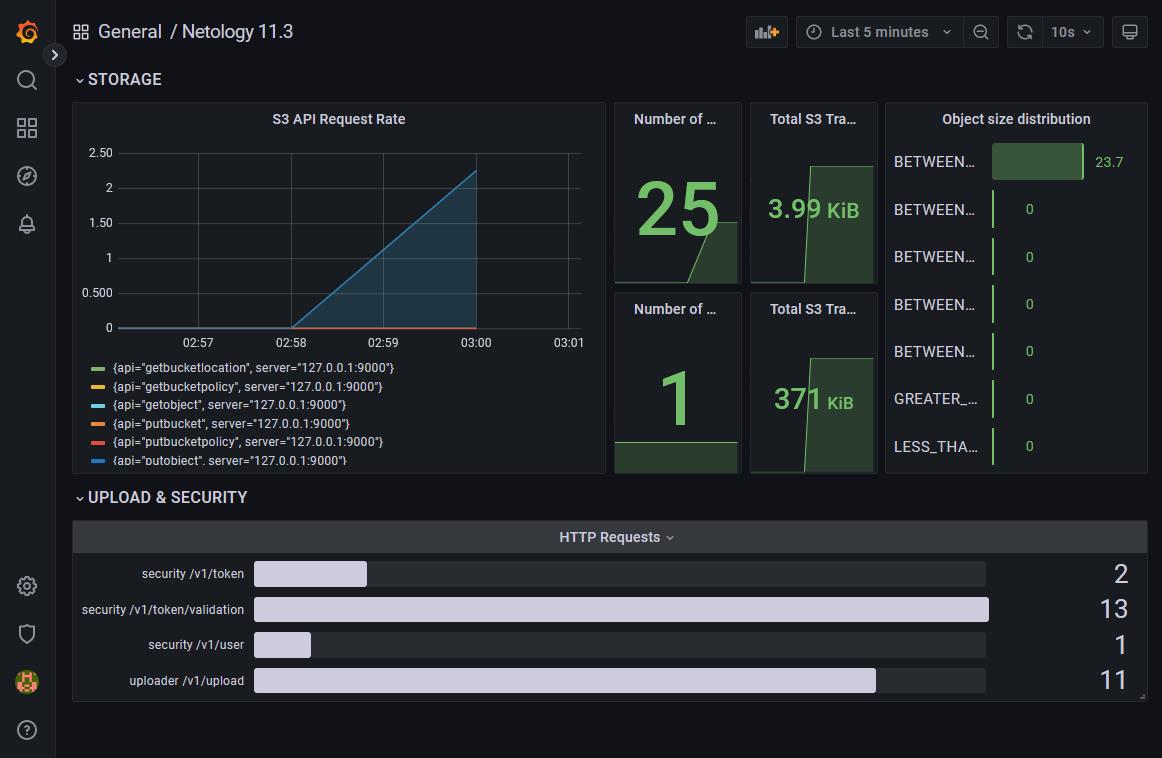 General / Netology 11.3
Last 5 minutes
10s
STORAGE
S3 API Request Rate
2.50
2
1.50
1
0.500
0
02:57 02:58 02:59 03:00 03:01
{api="getbucketlocation", server="127.0.0.1:9000"}
{api="getbucketpolicy", server="127.0.0.1:9000"}
{api="getobject", server="127.0.0.1:9000"}
{api="putbucket", server="127.0.0.1:9000"}
{api="putbucketpolicy", server="127.0.0.1:9000"}
{api="putobject", server="127.0.0.1:9000"}
Number of ...
25
Total S3 Tra...
3.99 KiB
Number of ...
1
Total S3 Tra...
371 KiB
Object size distribution
BETWEEN... 23.7
BETWEEN... 0
BETWEEN... 0
BETWEEN... 0
BETWEEN... 0
GREATER_... 0
LESS_THA... 0
UPLOAD & SECURITY
HTTP Requests
security /v1/token 2
security /v1/token/validation 13
security /v1/user 1
uploader /v1/upload 11